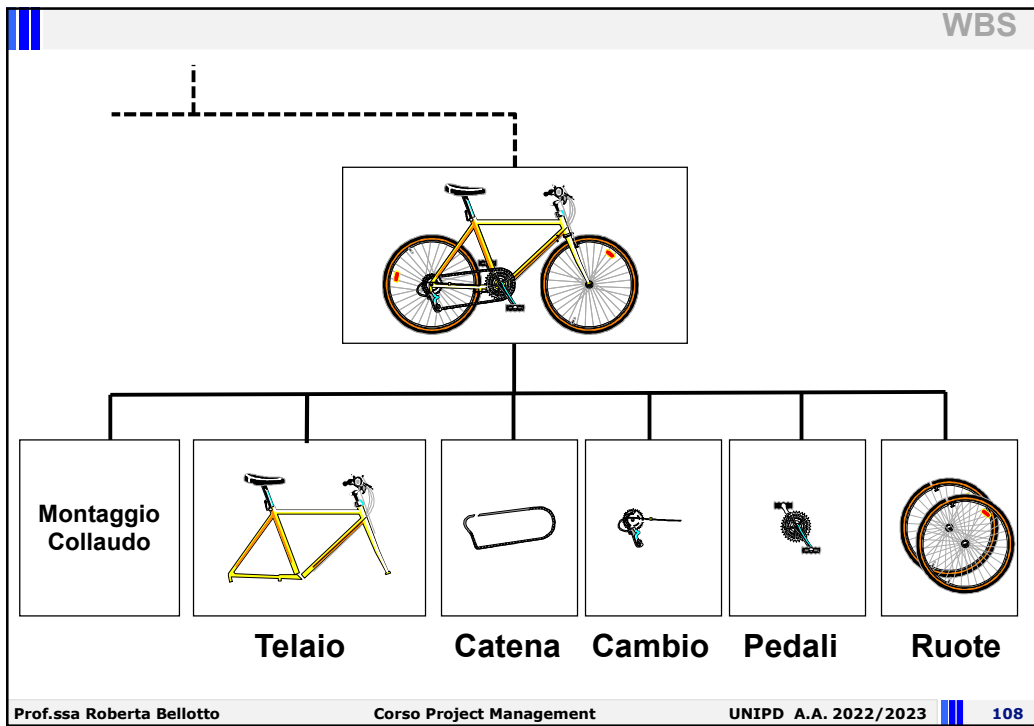 WBS
Montaggio
Collaudo
Telaio Catena Cambio Pedali Ruote
Prof.ssa Roberta Bellotto Corso Project Management UNIPD A.A. 2022/2023 108